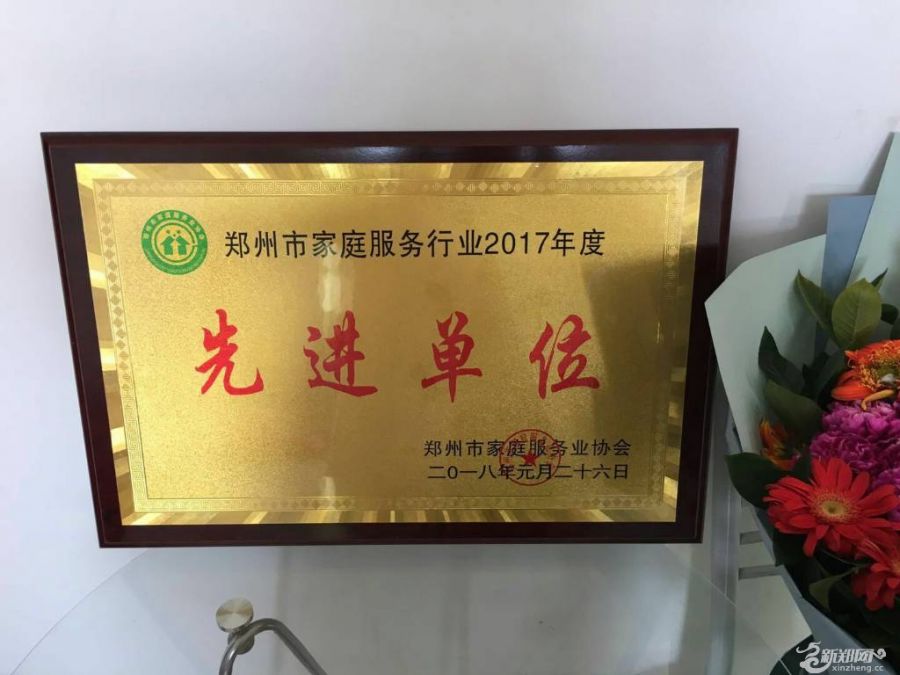 郑州市家庭服务行业2017年度
先进单位
郑州市家庭服务业协会
二0一八年元月二十六日
新郑网
xinzheng.cc